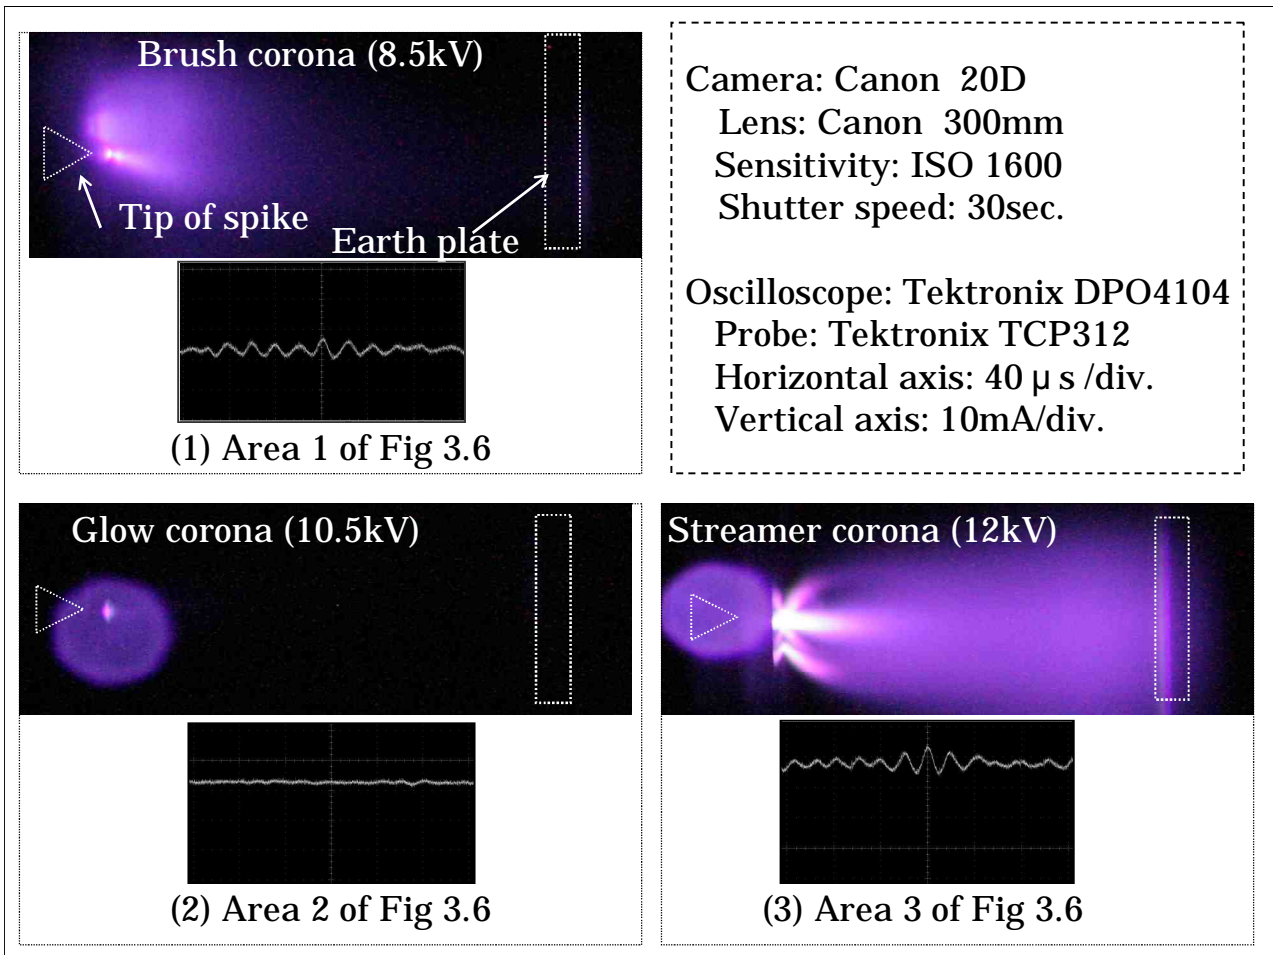 Brush corona (8.5kV)
Tip of spike
Earth plate
(1) Area 1 of Fig 3.6
Camera: Canon 20D
Lens: Canon 300mm
Sensitivity: ISO 1600
Shutter speed: 30sec.
Oscilloscope: Tektronix DPO4104
Probe: Tektronix TCP312
Horizontal axis: 40 μ s /div.
Vertical axis: 10mA/div.
Glow corona (10.5kV)
(2) Area 2 of Fig 3.6
Streamer corona (12kV)
(3) Area 3 of Fig 3.6